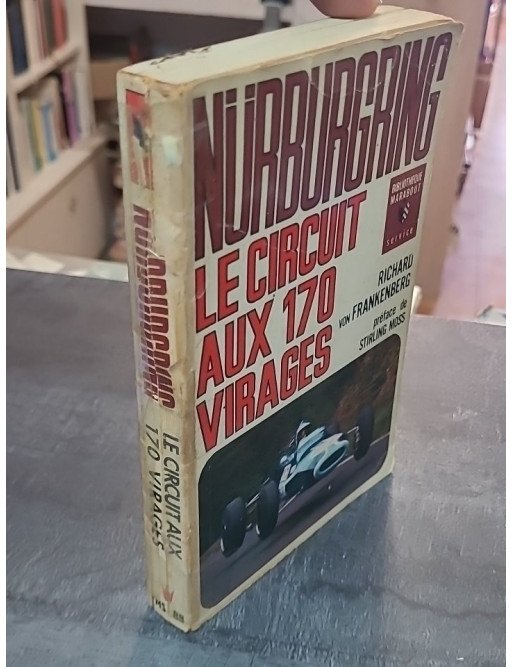 NÜRBURGRING
LE CIRCUIT
AUX 170
VIRAGES
BIBLIOTHEQUE
MARABOUT
service
RICHARD
VON FRANKENBERG
préface de
STIRLING MOSS
NÜRBURGRING
LE CIRCUIT AUX
170 VIRAGES
MS 88